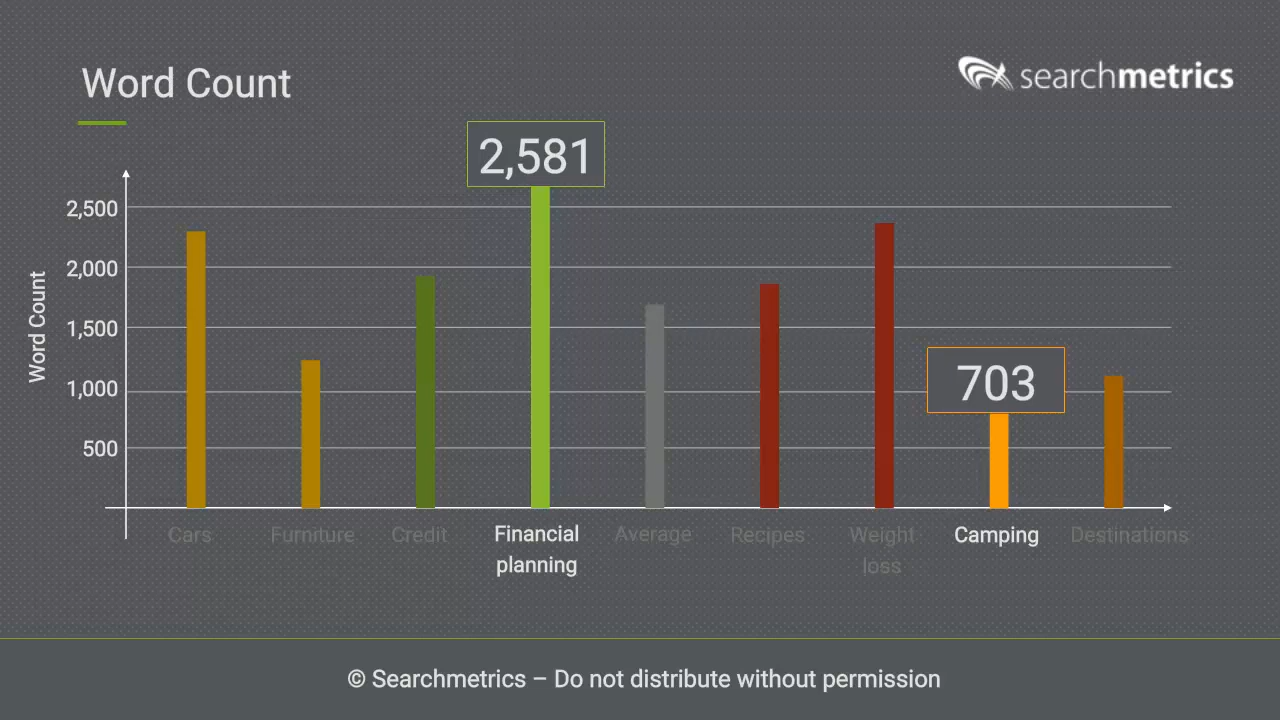 Word Count
searchmetrics
2,581
2,500
2,000
1,500
1,000
500
Word Count
703
Cars
Furniture
Credit
Financial
planning
Average
Recipes
Weight
loss
Camping
Destinations
© Searchmetrics – Do not distribute without permission